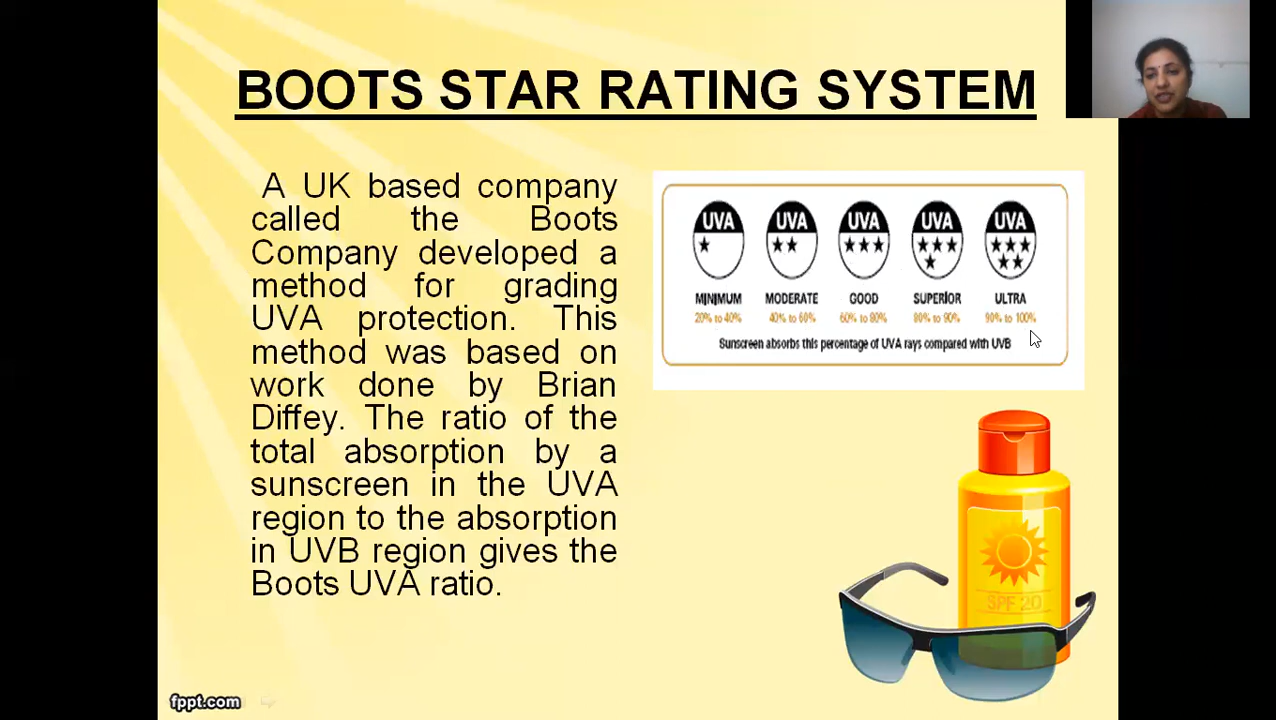 BOOTS STAR RATING SYSTEM
A UK based company
called the Boots
Company developed a
method for grading
UVA protection. This
method was based on
work done by Brian
Diffey. The ratio of the
total absorption by a
sunscreen in the UVA
region to the absorption
in UVB region gives the
Boots UVA ratio.
UVA UVA UVA UVA UVA
MINIMUM MODERATE GOOD SUPERIOR ULTRA
20% to 40% 40% to 60% 60% to 80% 80% to 90% 90% to 100%
Sunscreen absorbs this percentage of UVA rays compared with UVB
SPF 20
fppt.com